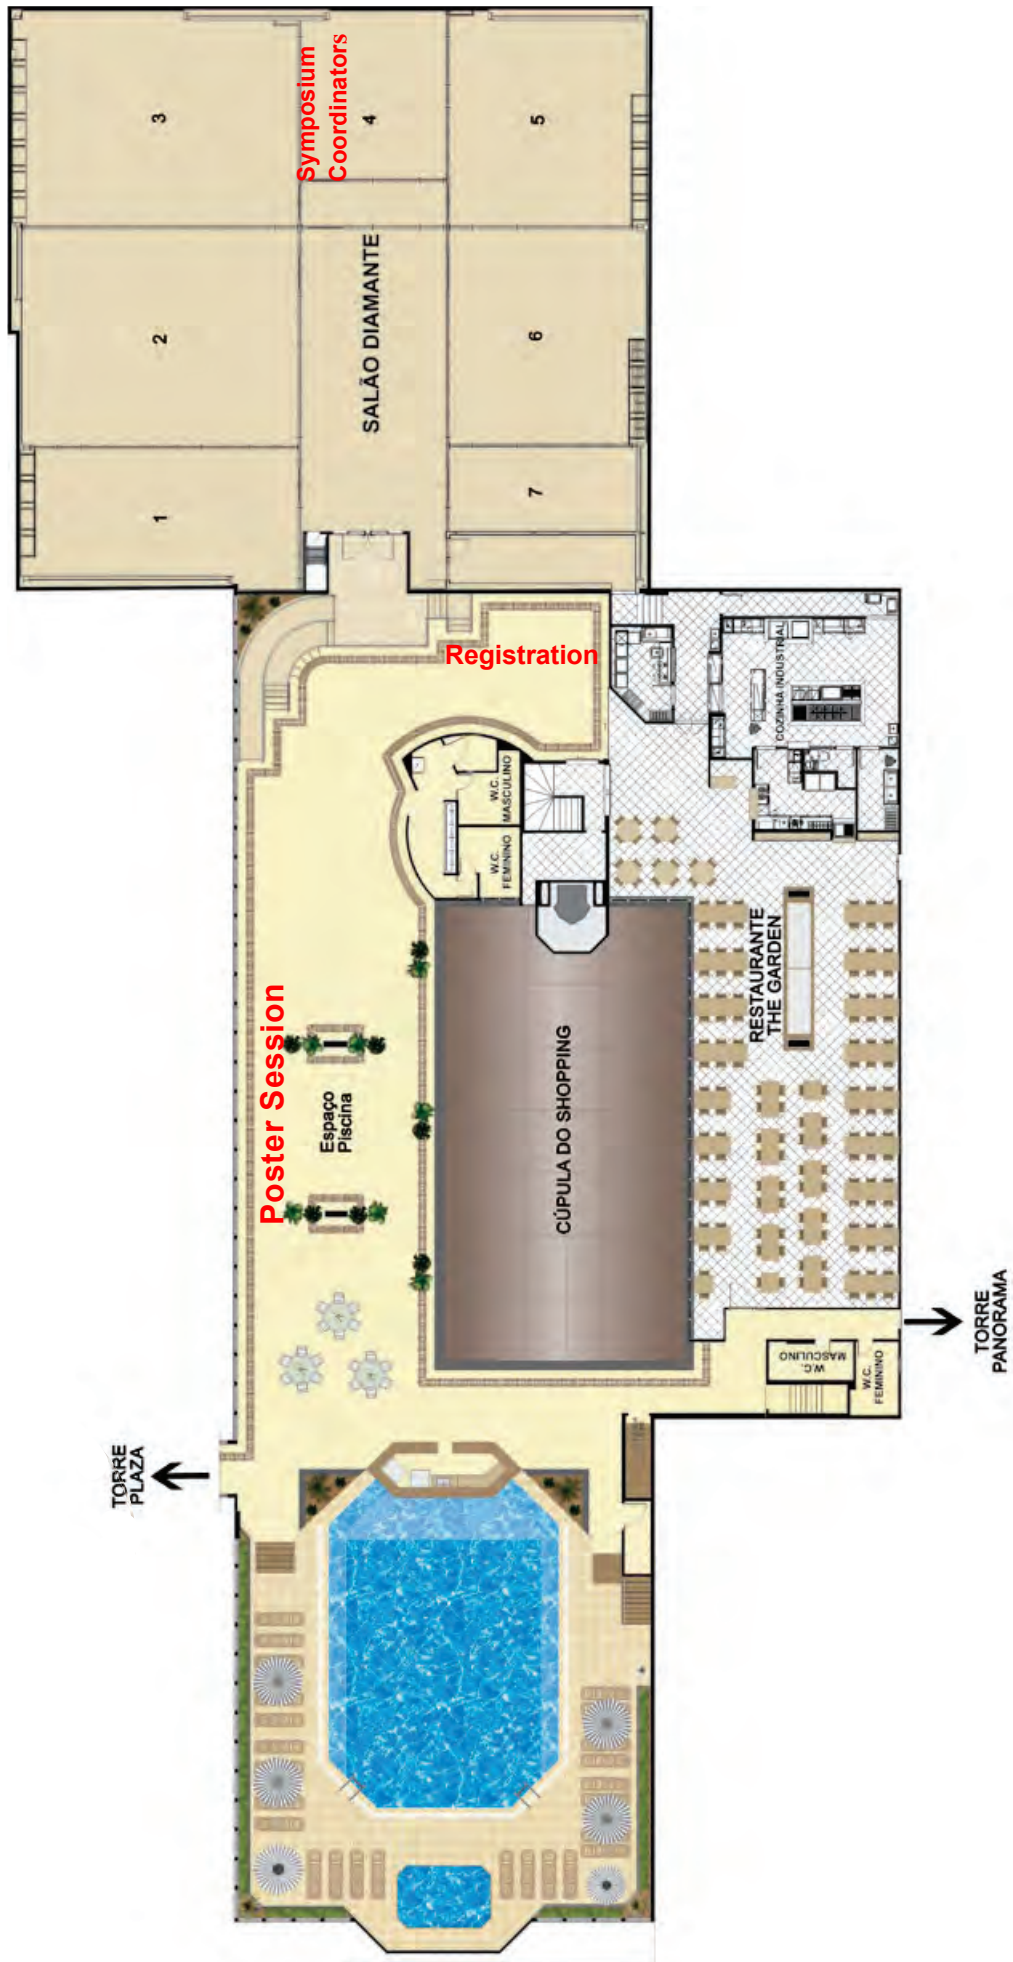 3
Symposium
Coordinators
4
5
2
SALÃO DIAMANTE
6
1
7
Registration
COZINHA INDUSTRIAL
W.C.
MASCULINO
W.C.
FEMININO
Poster Session
Espaço
Piscina
CÚPULA DO SHOPPING
RESTAURANTE
THE GARDEN
W.C.
MASCULINO
W.C.
FEMININO
TORRE
PANORAMA
TORRE
PLAZA